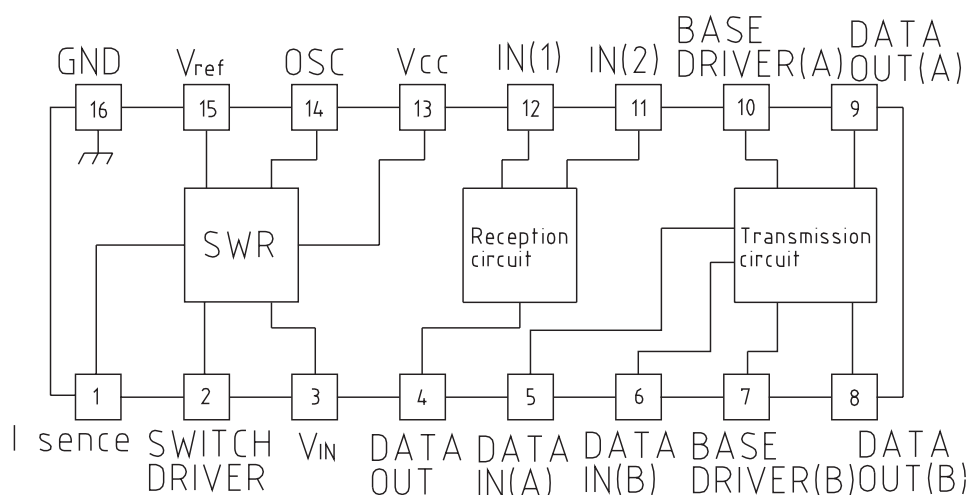 GND
Vref
OSC
Vcc
IN(1)
IN(2)
BASE
DRIVER(A)
DATA
OUT(A)
16
15
14
13
12
11
10
9
SWR
Reception
circuit
Transmission
circuit
1
2
3
4
5
6
7
8
I sence
SWITCH
DRIVER
VIN
DATA
OUT
DATA
IN(A)
DATA
IN(B)
BASE
DRIVER(B)
DATA
OUT(B)